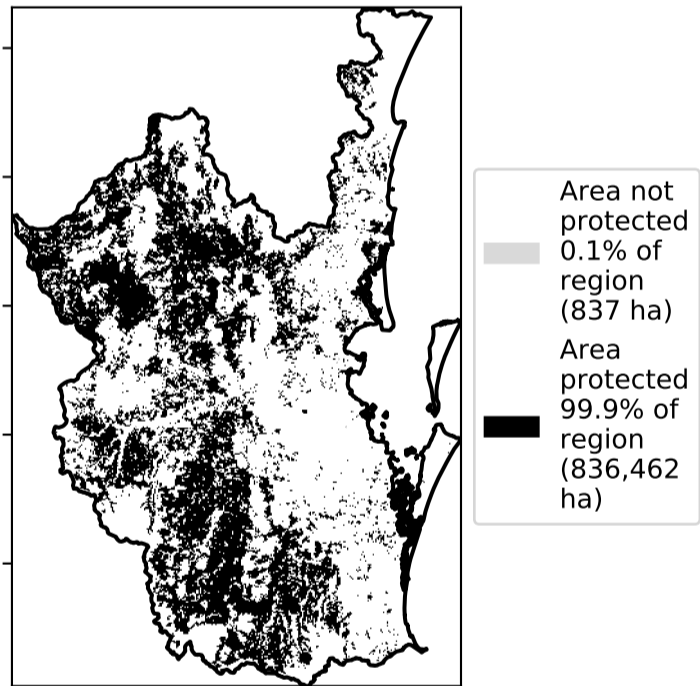 Area not
protected
0.1% of
region
(837 ha)
Area
protected
99.9% of
region
(836,462
ha)